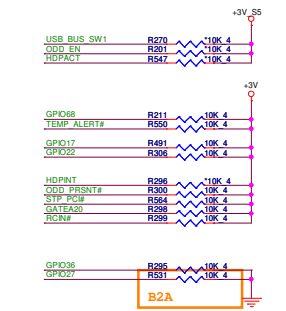 +3V_S5
USB_BUS_SW1 R270 *10K_4
ODD_EN R201 *10K_4
HDPACT R547 *10K_4
+3V
GPIO68 R211 10K_4
TEMP_ALERT# R550 10K_4
GPIO17 R491 10K_4
GPIO22 R306 10K_4
HDPINT R296 *10K_4
ODD_PRSNT# R300 10K_4
STP_PCI# R564 10K_4
GATEA20 R298 10K_4
RCIN# R299 10K_4
GPIO36 R295 10K_4
GPIO27 R531 10K_4
B2A